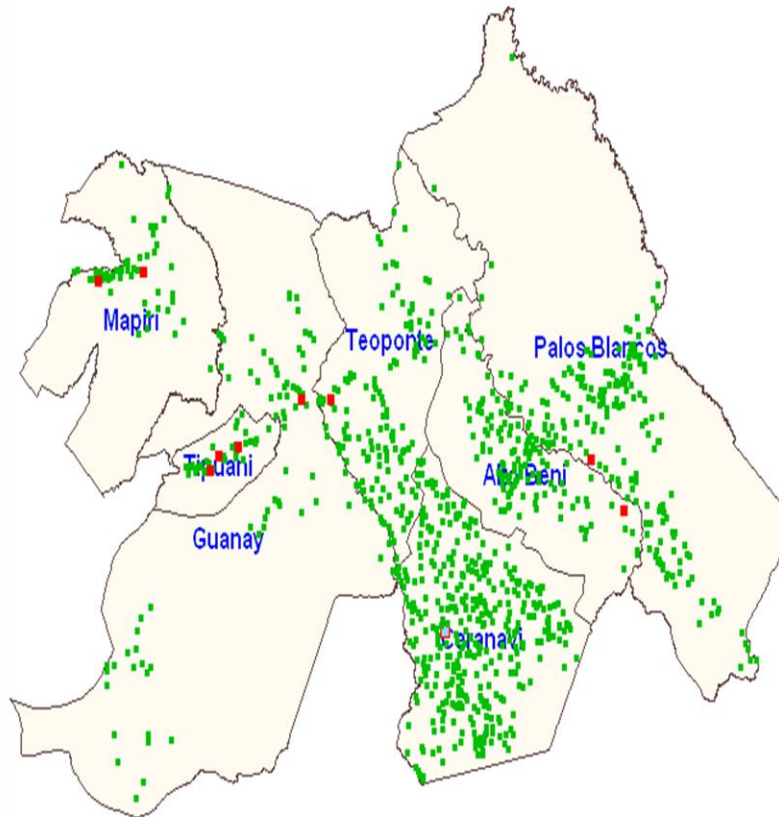 Mapiri
Teoponte
Palos Blancos
Tipuani
Alto Beni
Guanay
Caranavi